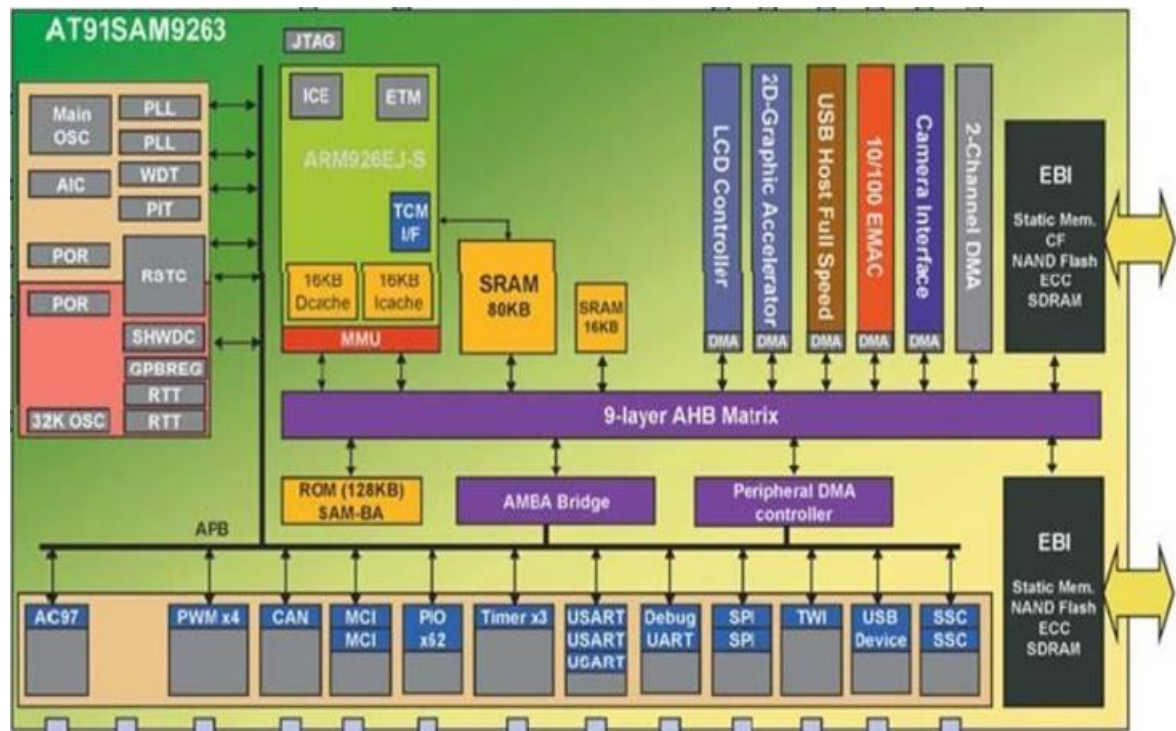 AT91SAM9263
JTAG
Main
OSC
PLL
PLL
AIC
WDT
PIT
POR
RSTC
POR
SHWDC
GPBREG
RTT
32K OSC
RTT
ICE
ETM
ARM926EJ-S
TCM
I/F
16KB
Dcache
16KB
Icache
MMU
SRAM
80KB
SRAM
16KB
LCD Controller
DMA
2D-Graphic Accelerator
DMA
USB Host Full Speed
DMA
10/100 EMAC
DMA
Camera Interface
DMA
2-Channel DMA
EBI
Static Mem.
CF
NAND Flash
ECC
SDRAM
9-layer AHB Matrix
ROM (128KB)
SAM-BA
AMBA Bridge
Peripheral DMA
controller
APB
EBI
Static Mem.
NAND Flash
ECC
SDRAM
AC97
PWM x4
CAN
MCI
MCI
PIO
x62
Timer x3
USART
USART
USART
Debug
UART
SPI
SPI
TWI
USB
Device
SSC
SSC